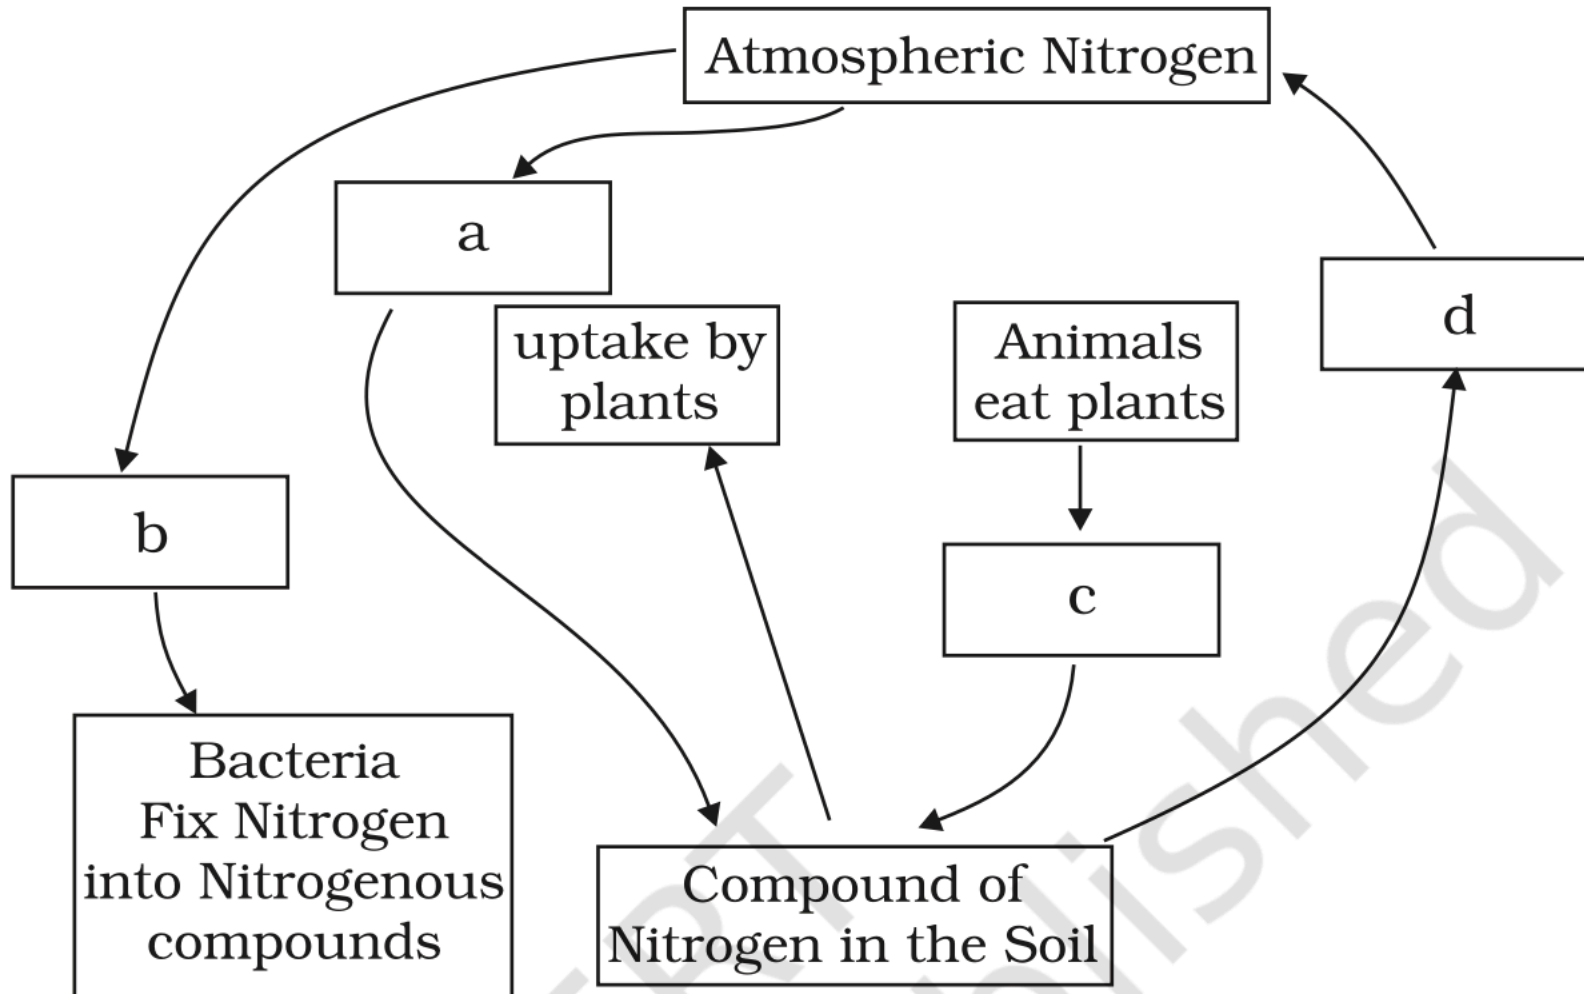 Atmospheric Nitrogen
a
uptake by
plants
Animals
eat plants
d
b
c
Bacteria
Fix Nitrogen
into Nitrogenous
compounds
Compound of
Nitrogen in the Soil